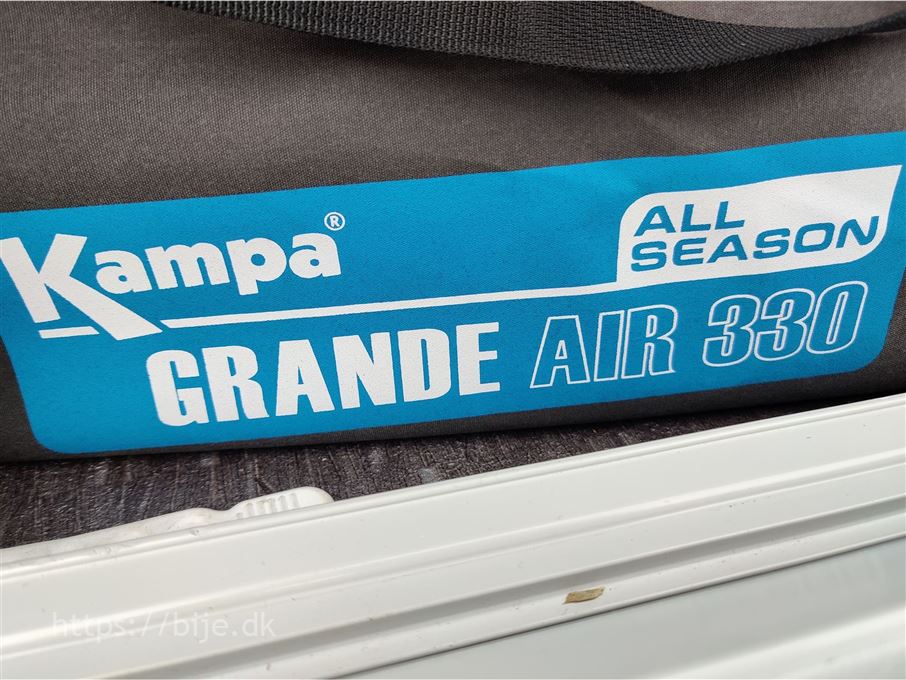 Kampa®
ALL
SEASON
GRANDE AIR 330
https://bije.dk